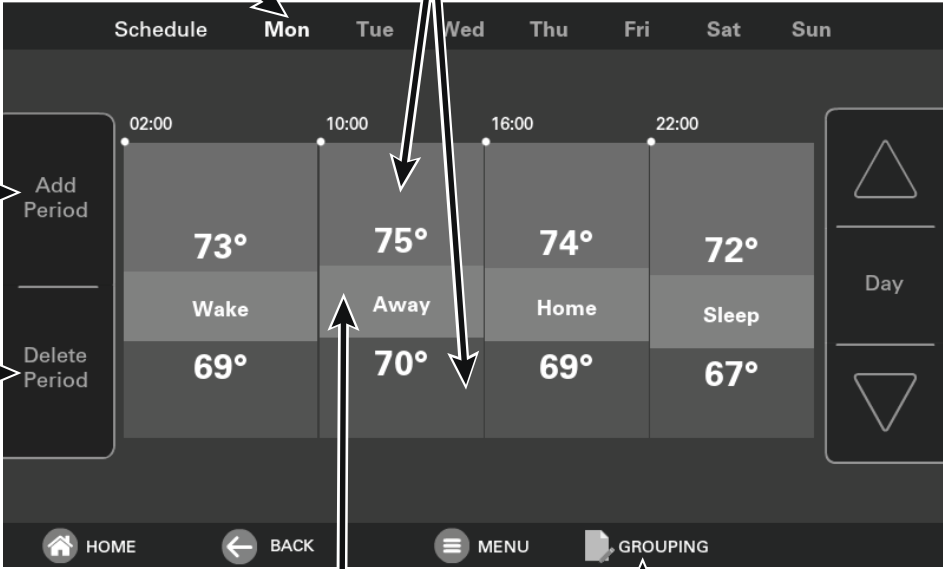 Schedule Mon Tue Wed Thu Fri Sat Sun
02:00 10:00 16:00 22:00
Add
Period
73° 75° 74° 72°
Wake Away Home Sleep
Day
69° 70° 69° 67°
Delete
Period
HOME BACK MENU GROUPING